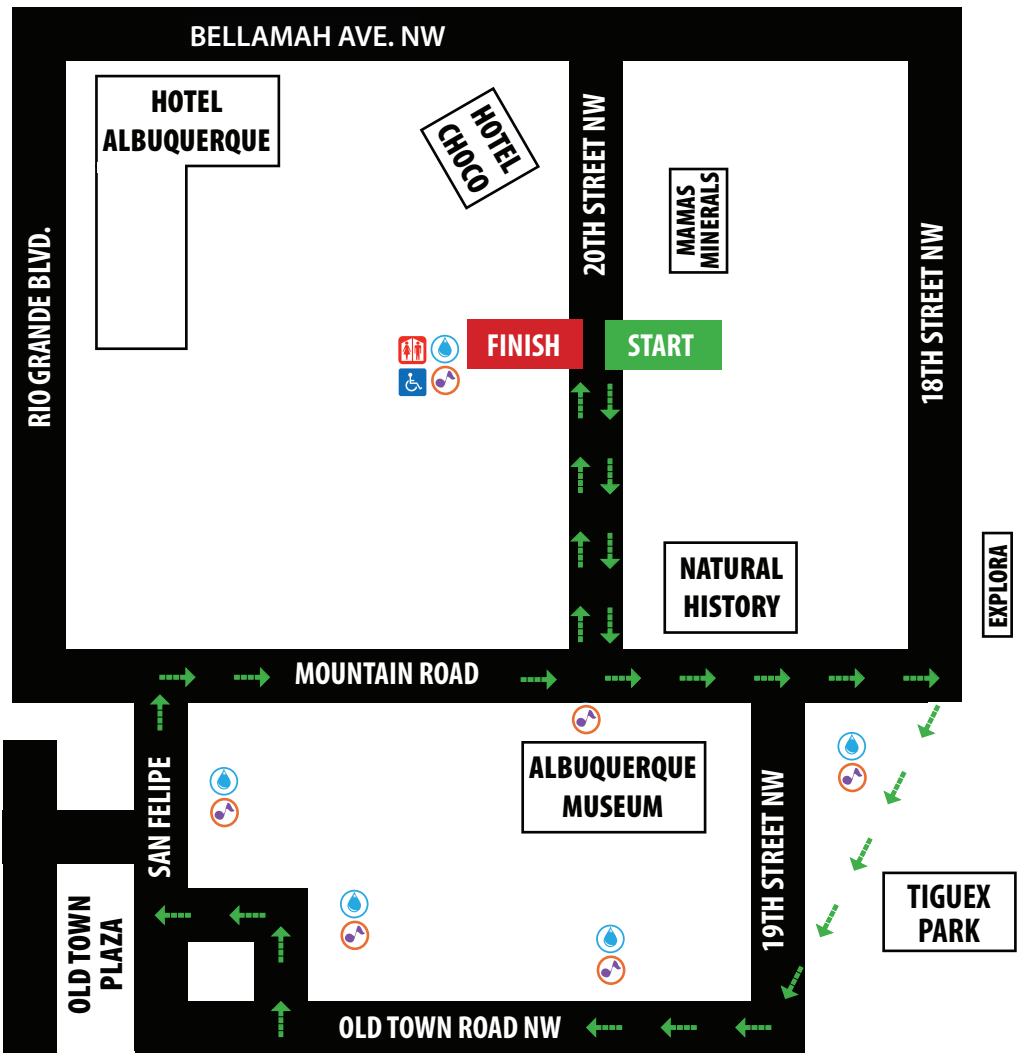 BELLAMAH AVE. NW
HOTEL
ALBUQUERQUE
HOTEL
CHOCO
20TH STREET NW
MAMAS
MINERALS
RIO GRANDE BLVD.
18TH STREET NW
FINISH
START
NATURAL
HISTORY
EXPLORA
MOUNTAIN ROAD
SAN FELIPE
ALBUQUERQUE
MUSEUM
19TH STREET NW
TIGUEX
PARK
OLD TOWN
PLAZA
OLD TOWN ROAD NW